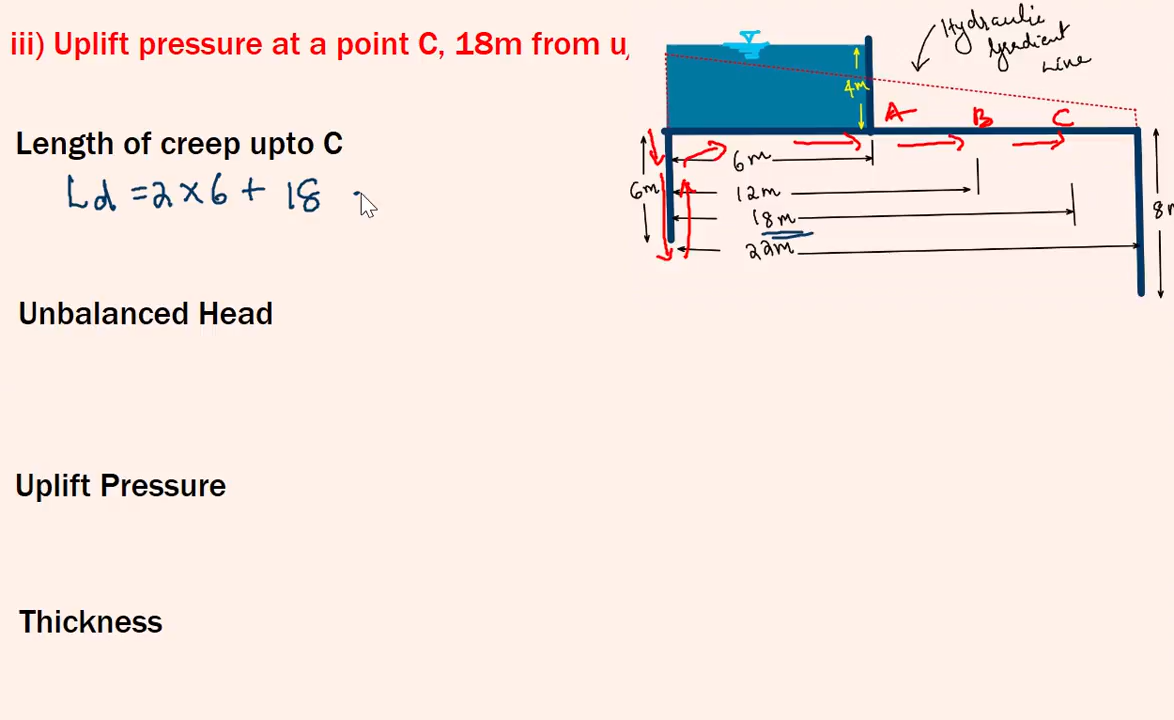 iii) Uplift pressure at a point C, 18m from u
Length of creep upto C
Ld = 2 × 6 + 18
Unbalanced Head
Uplift Pressure
Thickness
Hydraulic
gradient
Line
4m
A
B
C
6m
6m
12m
18m
22m
8m